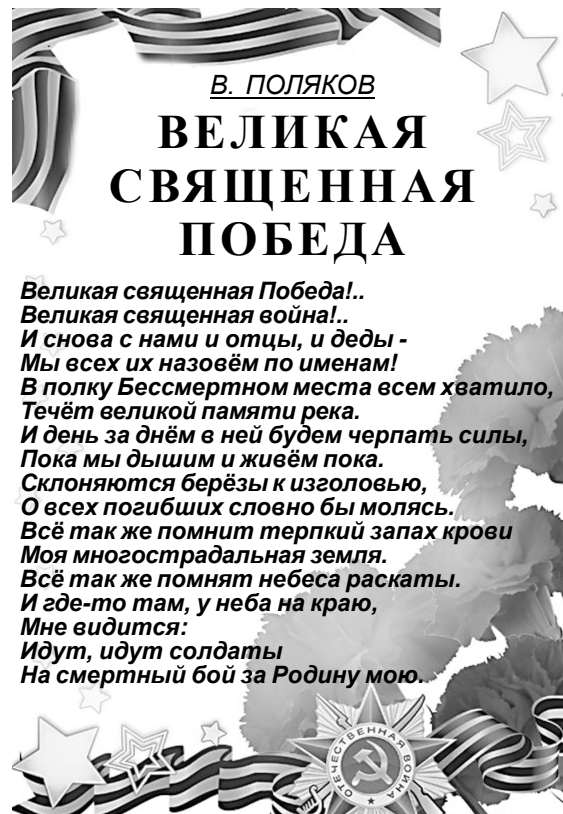 В. ПОЛЯКОВ
ВЕЛИКАЯ
СВЯЩЕННАЯ
ПОБЕДА
Великая священная Победа!..
Великая священная война!..
И снова с нами и отцы, и деды -
Мы всех их назовём по именам!
В полку Бессмертном места всем хватило,
Течёт великой памяти река.
И день за днём в ней будем черпать силы,
Пока мы дышим и живём пока.
Склоняются берёзы к изголовью,
О всех погибших словно бы молясь.
Всё так же помнит терпкий запах крови
Моя многострадальная земля.
Всё так же помнят небеса раскаты.
И где-то там, у неба на краю,
Мне видится:
Идут, идут солдаты
На смертный бой за Родину мою.
ОТЕЧЕСТВЕННАЯ ВОЙНА